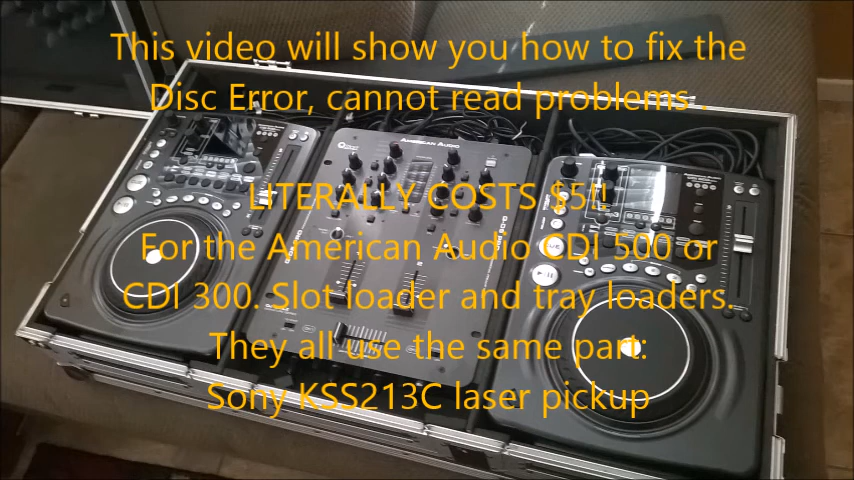 This video will show you how to fix the
Disc Error, cannot read problems .
AMERICAN AUDIO
LITERALLY COSTS $5!!
For the American Audio CDI 500 or
CDI 300. Slot loader and tray loaders.
They all use the same part:
Sony KSS213C laser pickup